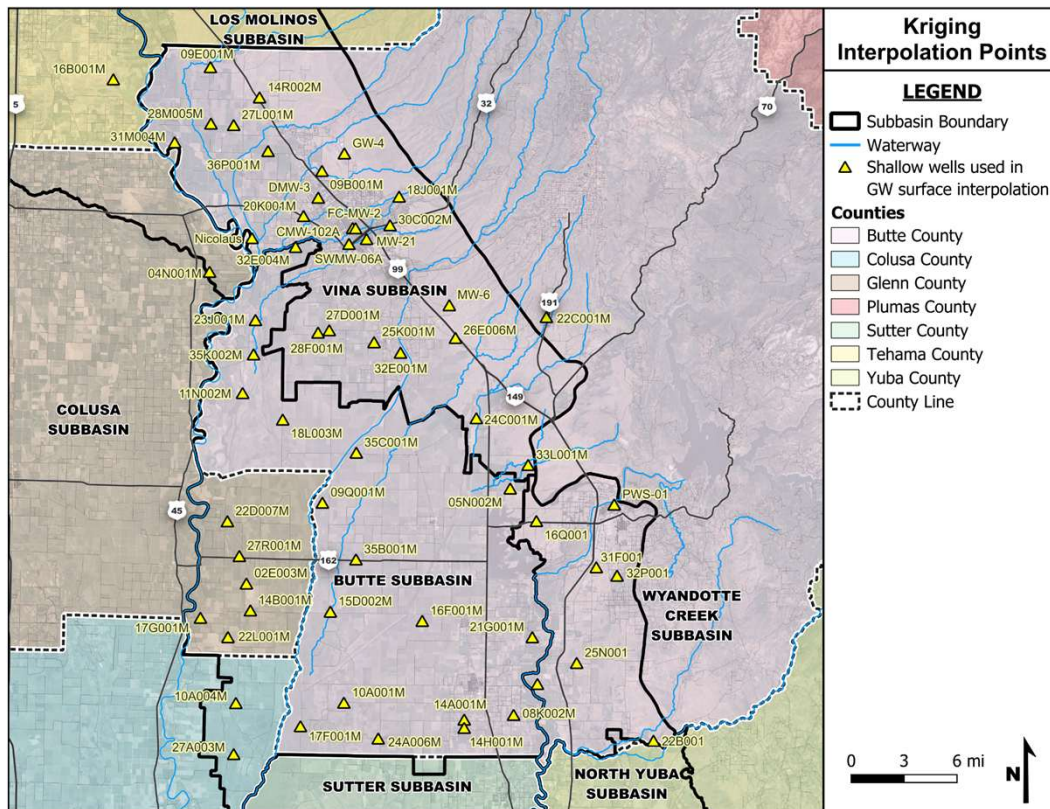 Kriging
Interpolation Points
LEGEND
Subbasin Boundary
Waterway
Shallow wells used in
GW surface interpolation
Counties
Butte County
Colusa County
Glenn County
Plumas County
Sutter County
Tehama County
Yuba County
County Line
0 3 6 mi
N
LOS MOLINOS
SUBBASIN
09E001M
16B001M
5
14R002M
32
70
28M005M
27L001M
31M004M
36P001M
GW-4
09B001M
DMW-3
18J001M
20K001M
FC-MW-2
30C002M
CMW-102A
Nicolaus
MW-21
32E004M
SWMW-06A
04N001M
99
VINA SUBBASIN
MW-6
191
22C001M
23J001M
27D001M
25K001M
26E006M
28F001M
35K002M
32E001M
11N002M
149
COLUSA
SUBBASIN
18L003M
24C001M
35C001M
33L001M
09Q001M
05N002M
PWS-01
45
22D007M
16Q001
27R001M
162
35B001M
31F001
BUTTE SUBBASIN
32P001
02E003M
WYANDOTTE
CREEK
SUBBASIN
14B001M
15D002M
16F001M
17G001M
22L001M
21G001M
25N001
10A004M
10A001M
14A001M
08K002M
17F001M
24A006M
14H001M
22B001
27A003M
SUTTER SUBBASIN
NORTH YUBA
SUBBASIN